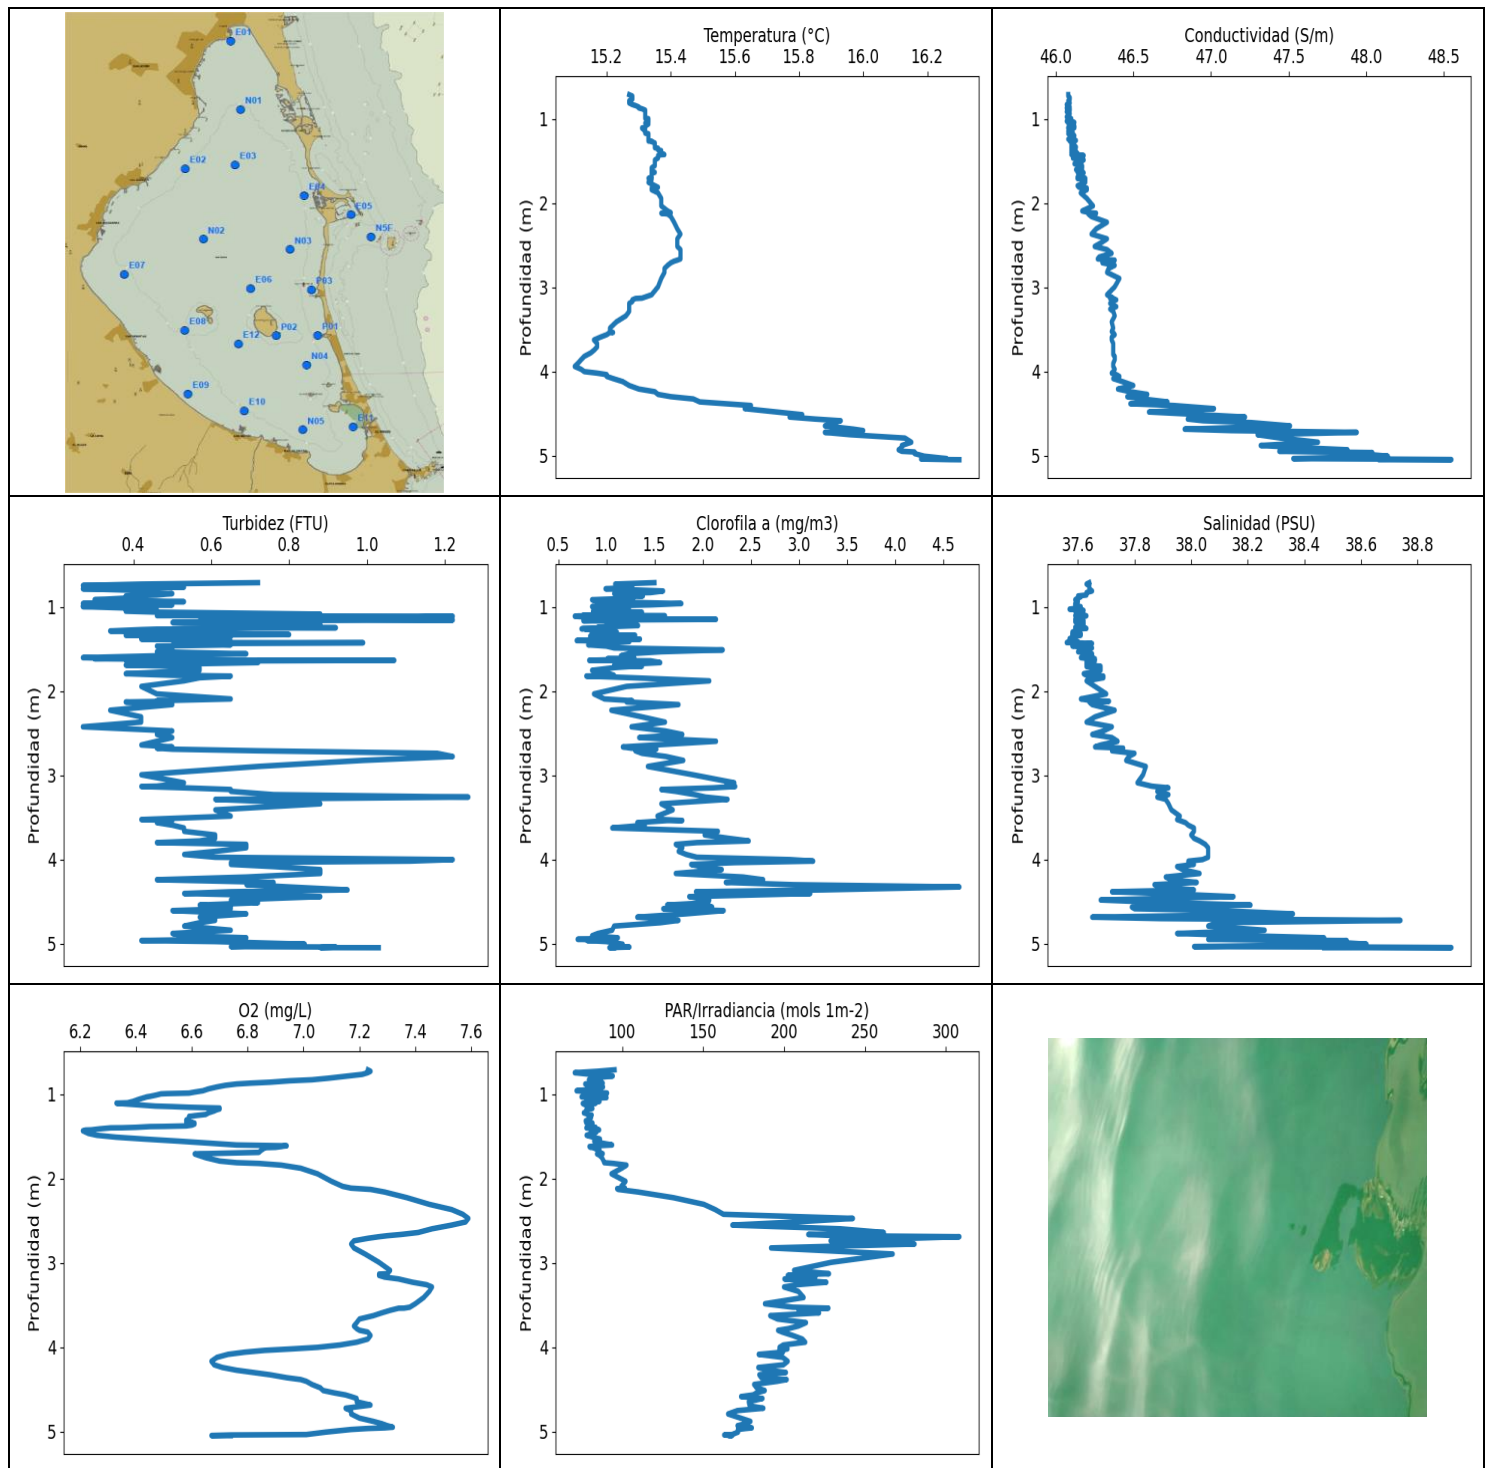 E01
N01
E02
E03
E04
E05
N5F
N02
N03
E07
E06
P03
E08
E12
P02
P01
N04
E09
E10
N05
E11
Temperatura (°C)
15.2 15.4 15.6 15.8 16.0 16.2
Profundidad (m)
1
2
3
4
5
Conductividad (S/m)
46.0 46.5 47.0 47.5 48.0 48.5
Profundidad (m)
1
2
3
4
5
Turbidez (FTU)
0.4 0.6 0.8 1.0 1.2
Profundidad (m)
1
2
3
4
5
Clorofila a (mg/m3)
0.5 1.0 1.5 2.0 2.5 3.0 3.5 4.0 4.5
Profundidad (m)
1
2
3
4
5
Salinidad (PSU)
37.6 37.8 38.0 38.2 38.4 38.6 38.8
Profundidad (m)
1
2
3
4
5
O2 (mg/L)
6.2 6.4 6.6 6.8 7.0 7.2 7.4 7.6
Profundidad (m)
1
2
3
4
5
PAR/Irradiancia (mols 1m-2)
100 150 200 250 300
Profundidad (m)
1
2
3
4
5